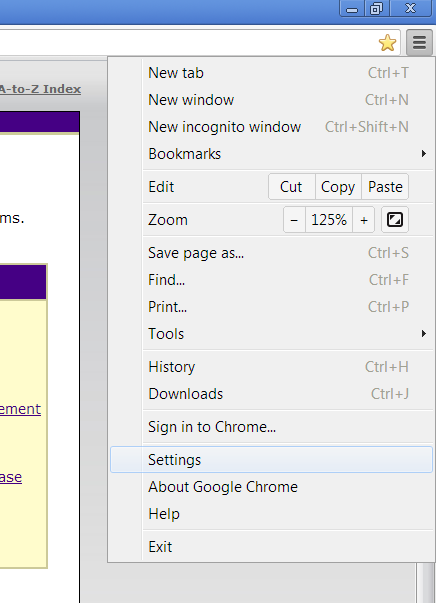 A-to-Z Index
ms.
ement
ase
New tab Ctrl+T
New window Ctrl+N
New incognito window Ctrl+Shift+N
Bookmarks
Edit Cut Copy Paste
Zoom − 125% +
Save page as... Ctrl+S
Find... Ctrl+F
Print... Ctrl+P
Tools
History Ctrl+H
Downloads Ctrl+J
Sign in to Chrome...
Settings
About Google Chrome
Help
Exit